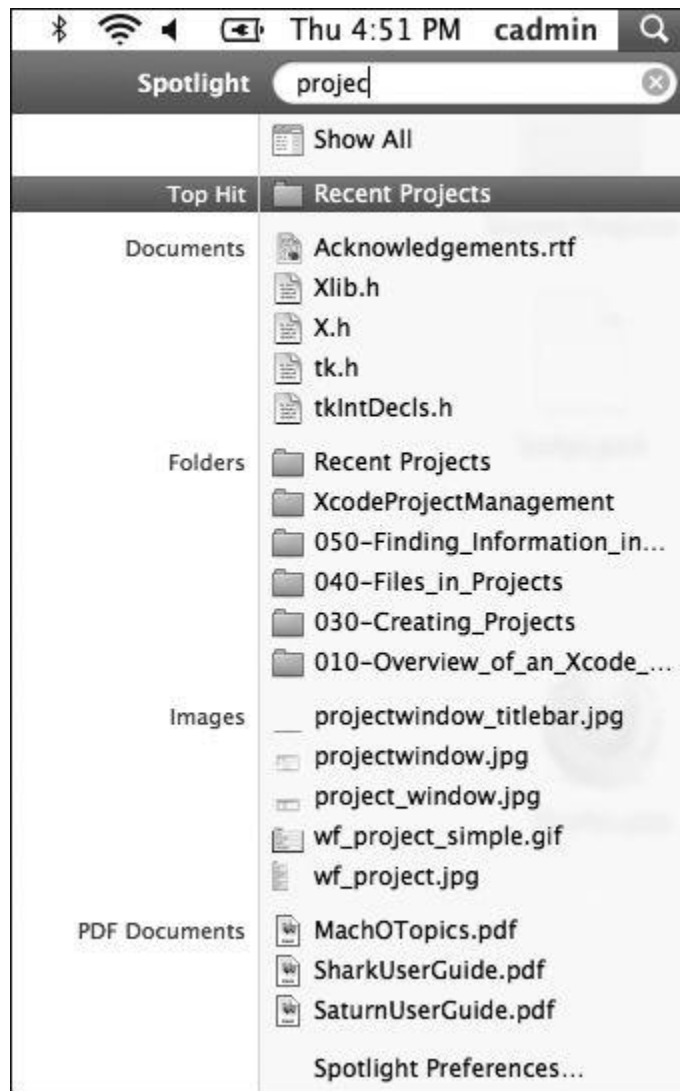 Thu 4:51 PM cadmin
Spotlight projec
Show All
Top Hit Recent Projects
Documents Acknowledgements.rtf
Xlib.h
X.h
tk.h
tkIntDecls.h
Folders Recent Projects
XcodeProjectManagement
050-Finding_Information_in...
040-Files_in_Projects
030-Creating_Projects
010-Overview_of_an_Xcode_...
Images projectwindow_titlebar.jpg
projectwindow.jpg
project_window.jpg
wf_project_simple.gif
wf_project.jpg
PDF Documents MachOTopics.pdf
SharkUserGuide.pdf
SaturnUserGuide.pdf
Spotlight Preferences...